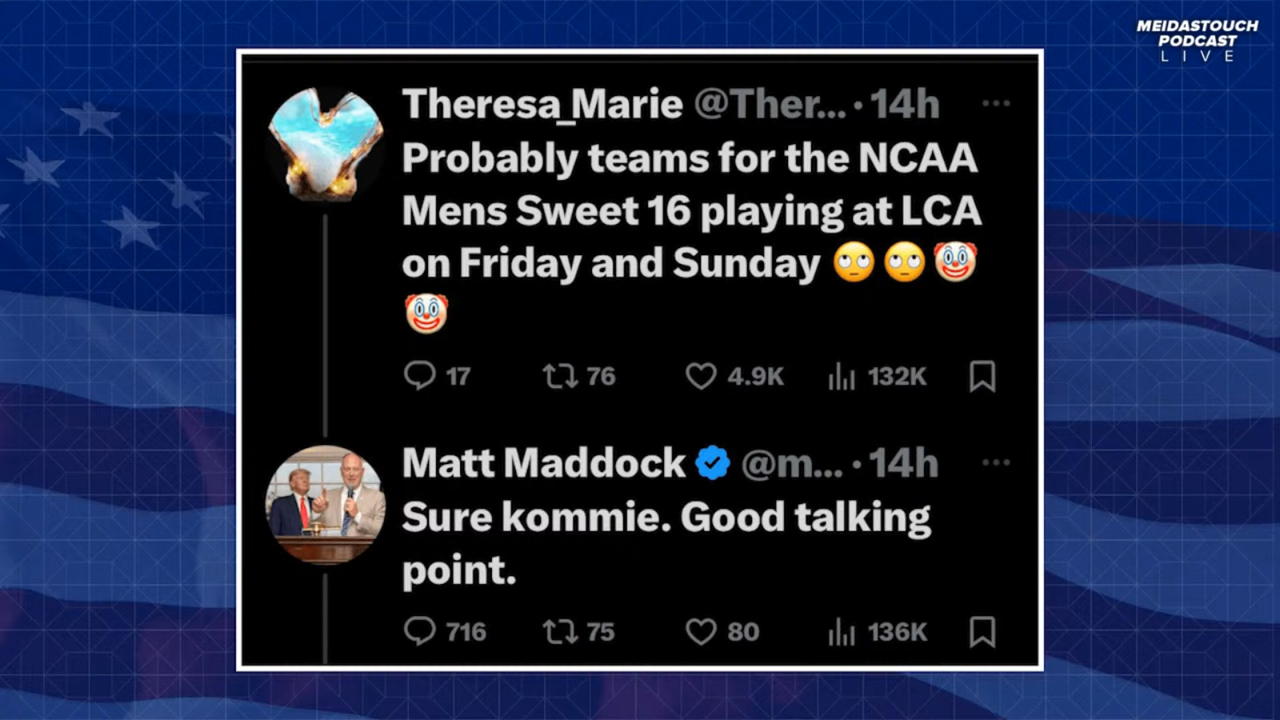 MEIDASTOUCH
PODCAST
LIVE
Theresa_Marie @Ther... · 14h
Probably teams for the NCAA
Mens Sweet 16 playing at LCA
on Friday and Sunday 🙄 🙄 🤡
🤡
17 76 4.9K 132K
Matt Maddock @m... · 14h
Sure kommie. Good talking
point.
716 75 80 136K